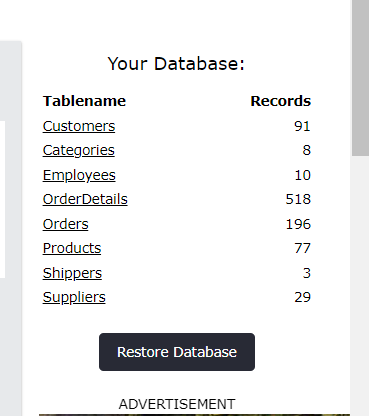 Your Database:
Tablename Records
Customers 91
Categories 8
Employees 10
OrderDetails 518
Orders 196
Products 77
Shippers 3
Suppliers 29
Restore Database
ADVERTISEMENT